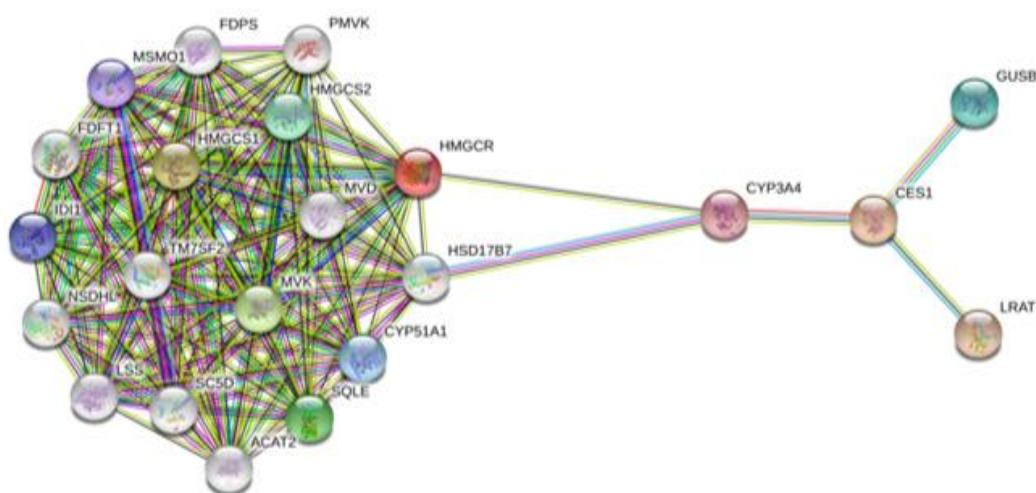 FDPS
PMVK
MSMO1
HMGCS2
GUSB
FDFT1
HMGCS1
HMGCR
MVD
CYP3A4
CES1
IDI1
TM7SF2
HSD17B7
MVK
NSDHL
LRAT
CYP51A1
LSS
SC5D
SQLE
ACAT2